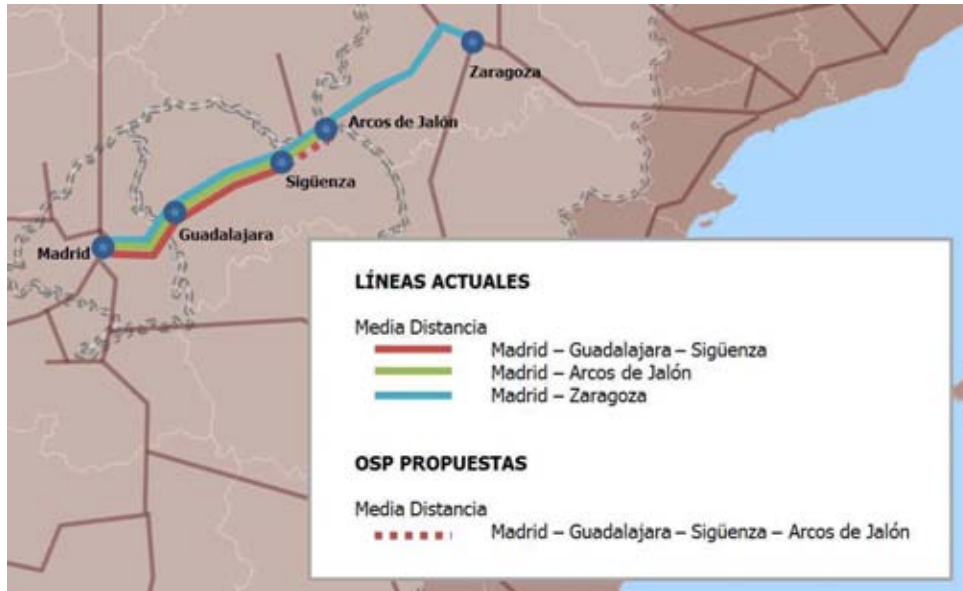 Zaragoza
Arcos de Jalón
Sigüenza
Guadalajara
Madrid
LÍNEAS ACTUALES
Media Distancia
Madrid – Guadalajara – Sigüenza
Madrid – Arcos de Jalón
Madrid – Zaragoza
OSP PROPUESTAS
Media Distancia
Madrid – Guadalajara – Sigüenza – Arcos de Jalón